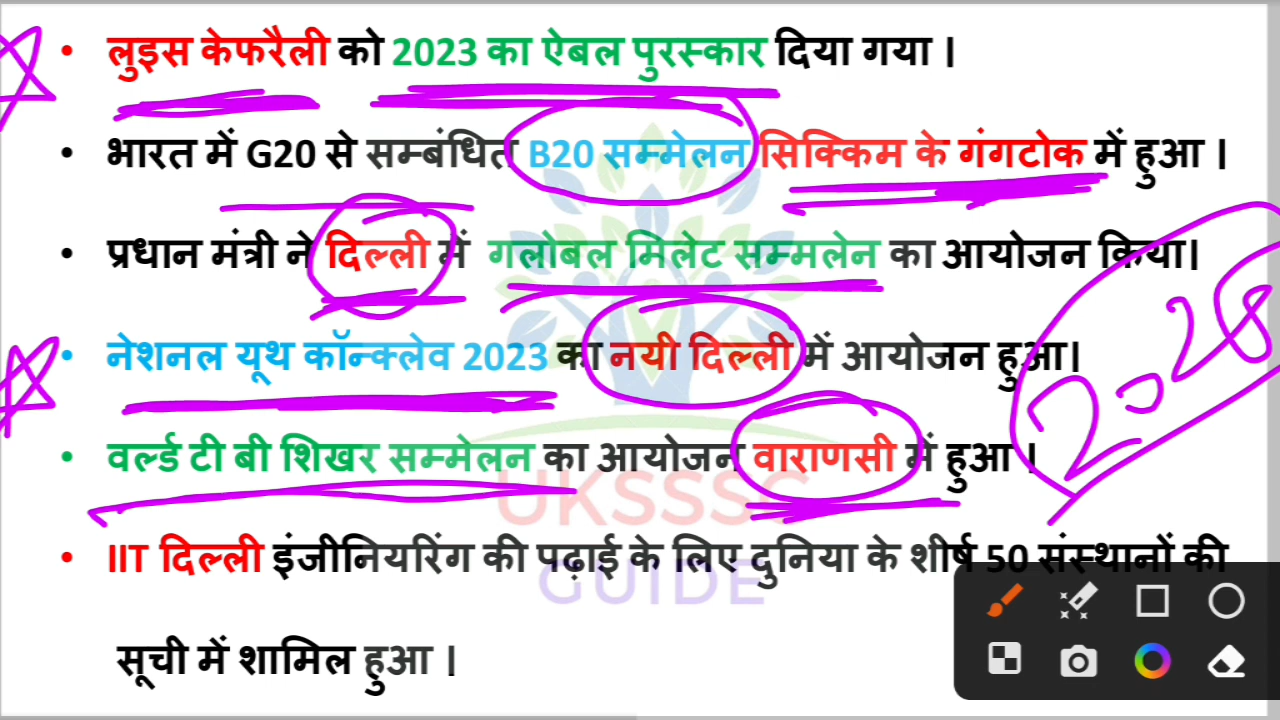 • लुइस केफरैली को 2023 का ऐबल पुरस्कार दिया गया ।
• भारत में G20 से सम्बंधित B20 सम्मेलन सिक्किम के गंगटोक में हुआ ।
• प्रधान मंत्री ने दिल्ली में गलोबल मिलेट सम्मलेन का आयोजन किया।
• नेशनल यूथ कॉन्क्लेव 2023 का नयी दिल्ली में आयोजन हुआ।
• वर्ल्ड टी बी शिखर सम्मेलन का आयोजन वाराणसी में हुआ ।
• IIT दिल्ली इंजीनियरिंग की पढ़ाई के लिए दुनिया के शीर्ष 50 संस्थानों की
सूची में शामिल हुआ ।
2028
UKSSSC
GUIDE